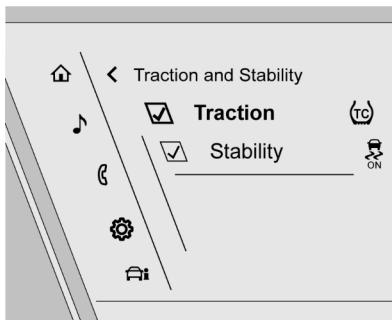 Traction and Stability
Traction
TC
Stability
ON